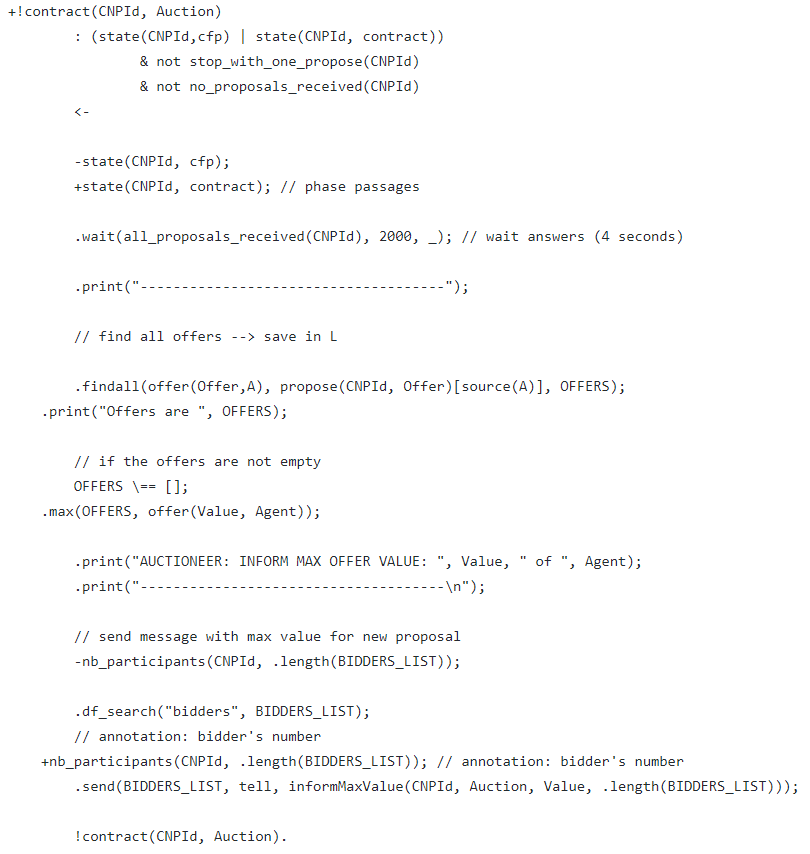 +!contract(CNPId, Auction)
: (state(CNPId,cfp) | state(CNPId, contract))
& not stop_with_one_propose(CNPId)
& not no_proposals_received(CNPId)
<-
-state(CNPId, cfp);
+state(CNPId, contract); // phase passages
.wait(all_proposals_received(CNPId), 2000, _); // wait answers (4 seconds)
.print("-------------------------------------");
// find all offers --> save in L
.findall(offer(Offer,A), propose(CNPId, Offer)[source(A)], OFFERS);
.print("Offers are ", OFFERS);
// if the offers are not empty
OFFERS \== [];
.max(OFFERS, offer(Value, Agent));
.print("AUCTIONEER: INFORM MAX OFFER VALUE: ", Value, " of ", Agent);
.print("-------------------------------------\n");
// send message with max value for new proposal
-nb_participants(CNPId, .length(BIDDERS_LIST));
.df_search("bidders", BIDDERS_LIST);
// annotation: bidder's number
+nb_participants(CNPId, .length(BIDDERS_LIST)); // annotation: bidder's number
.send(BIDDERS_LIST, tell, informMaxValue(CNPId, Auction, Value, .length(BIDDERS_LIST)));
!contract(CNPId, Auction).